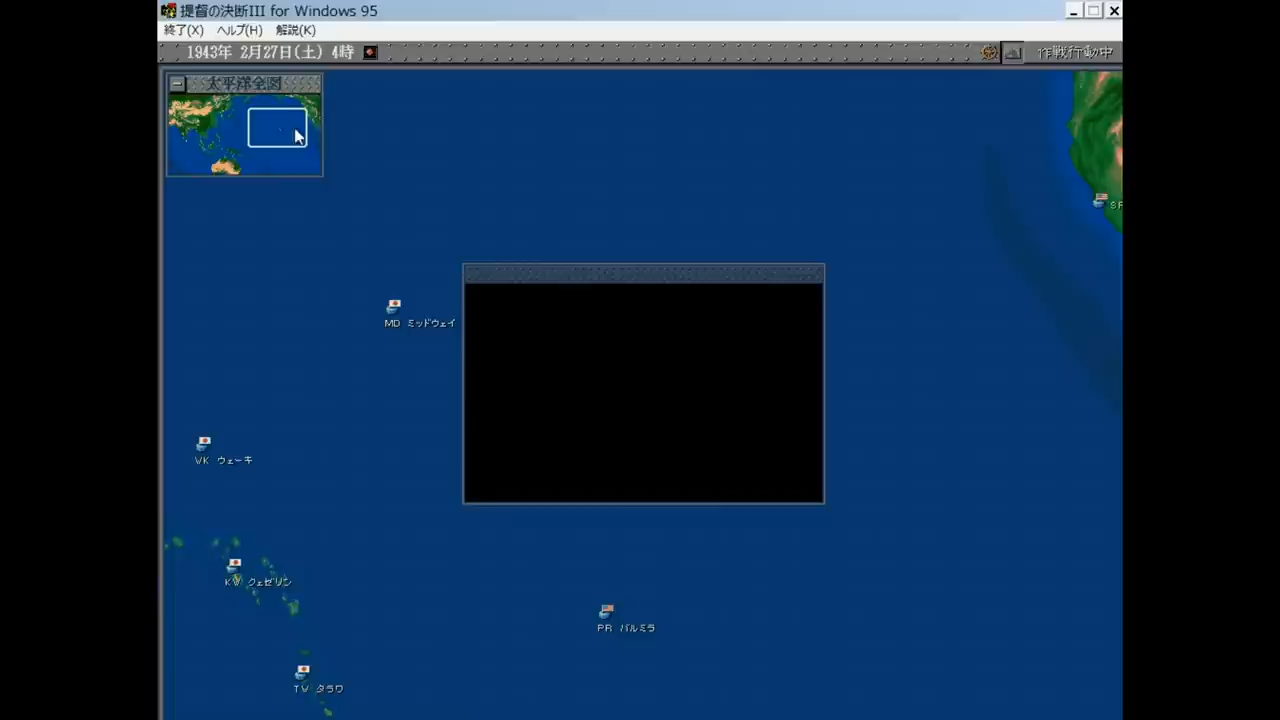 提督の決断III for Windows 95
終了(X) ヘルプ(H) 解説(K)
1943年 2月27日(土) 4時
作戦行動中
太平洋全図
SF
MD ミッドウェイ
WK ウェーキ
KW クェゼリン
PR パルミラ
TW タラワ